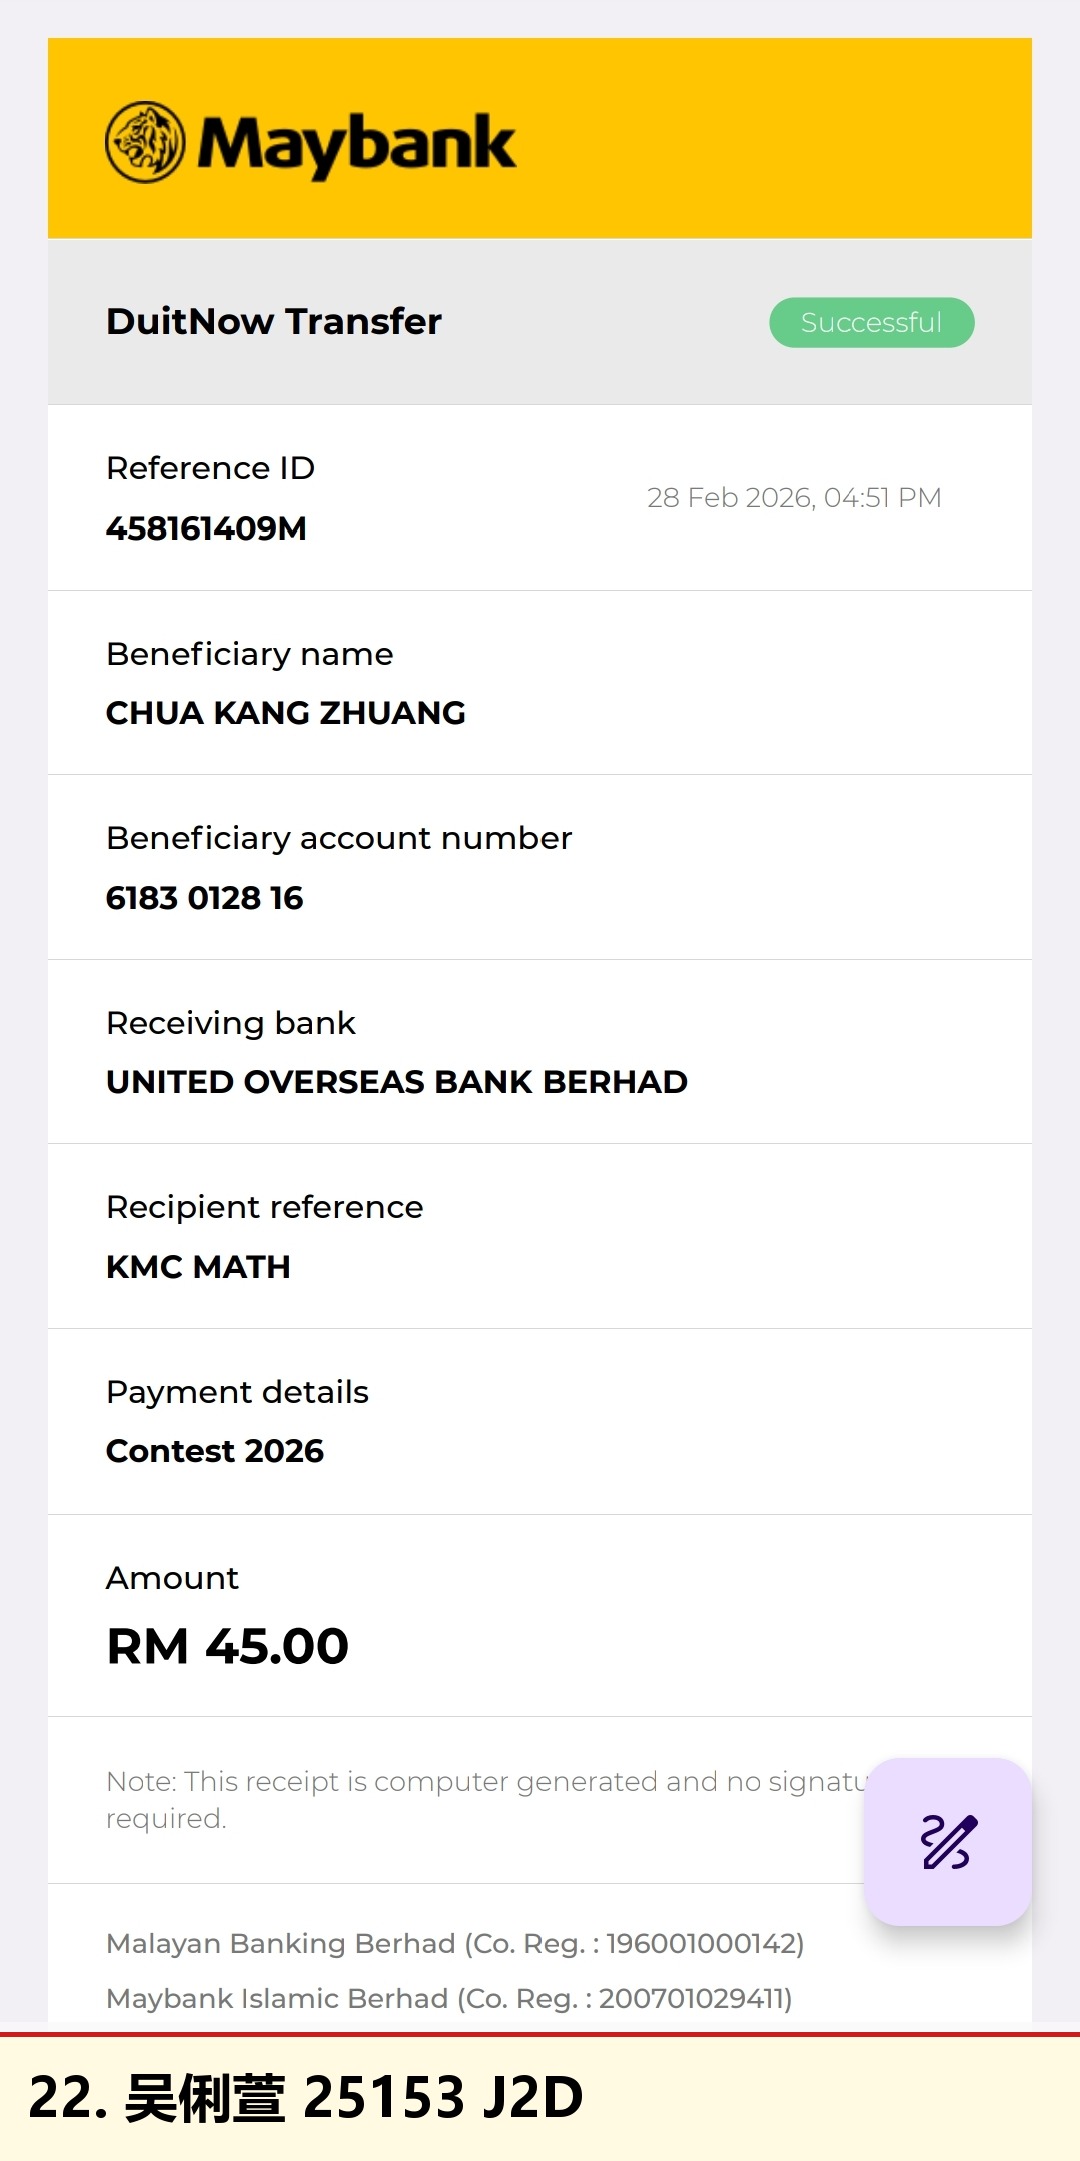 Maybank
DuitNow Transfer
Successful
Reference ID
28 Feb 2026, 04:51 PM
458161409M
Beneficiary name
CHUA KANG ZHUANG
Beneficiary account number
6183 0128 16
Receiving bank
UNITED OVERSEAS BANK BERHAD
Recipient reference
KMC MATH
Payment details
Contest 2026
Amount
RM 45.00
Note: This receipt is computer generated and no
required.
Malayan Banking Berhad (Co. Reg. : 196001000142)
Maybank Islamic Berhad (Co. Reg. : 200701029411)
22. 吴俐萱 25153 J2D